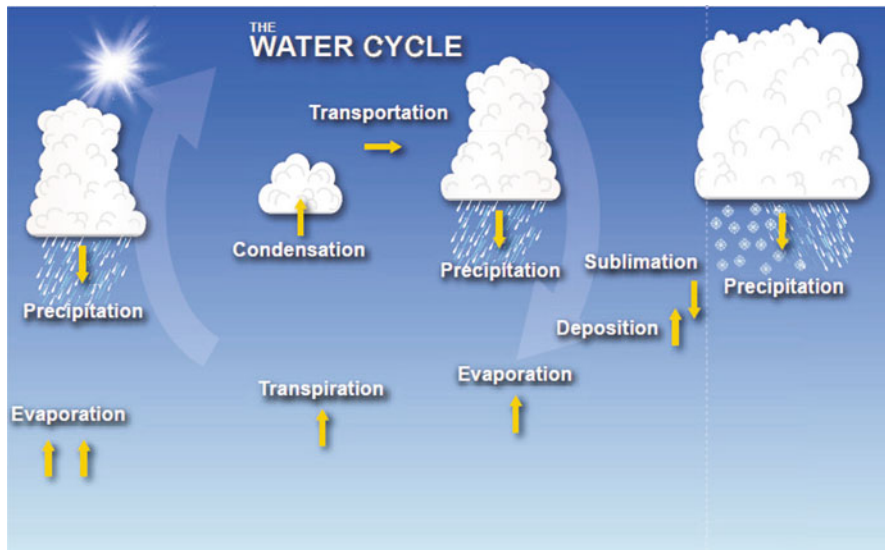 THE
WATER CYCLE
Transportation
Condensation
Precipitation
Sublimation
Precipitation
Precipitation
Deposition
Evaporation
Transpiration
Evaporation